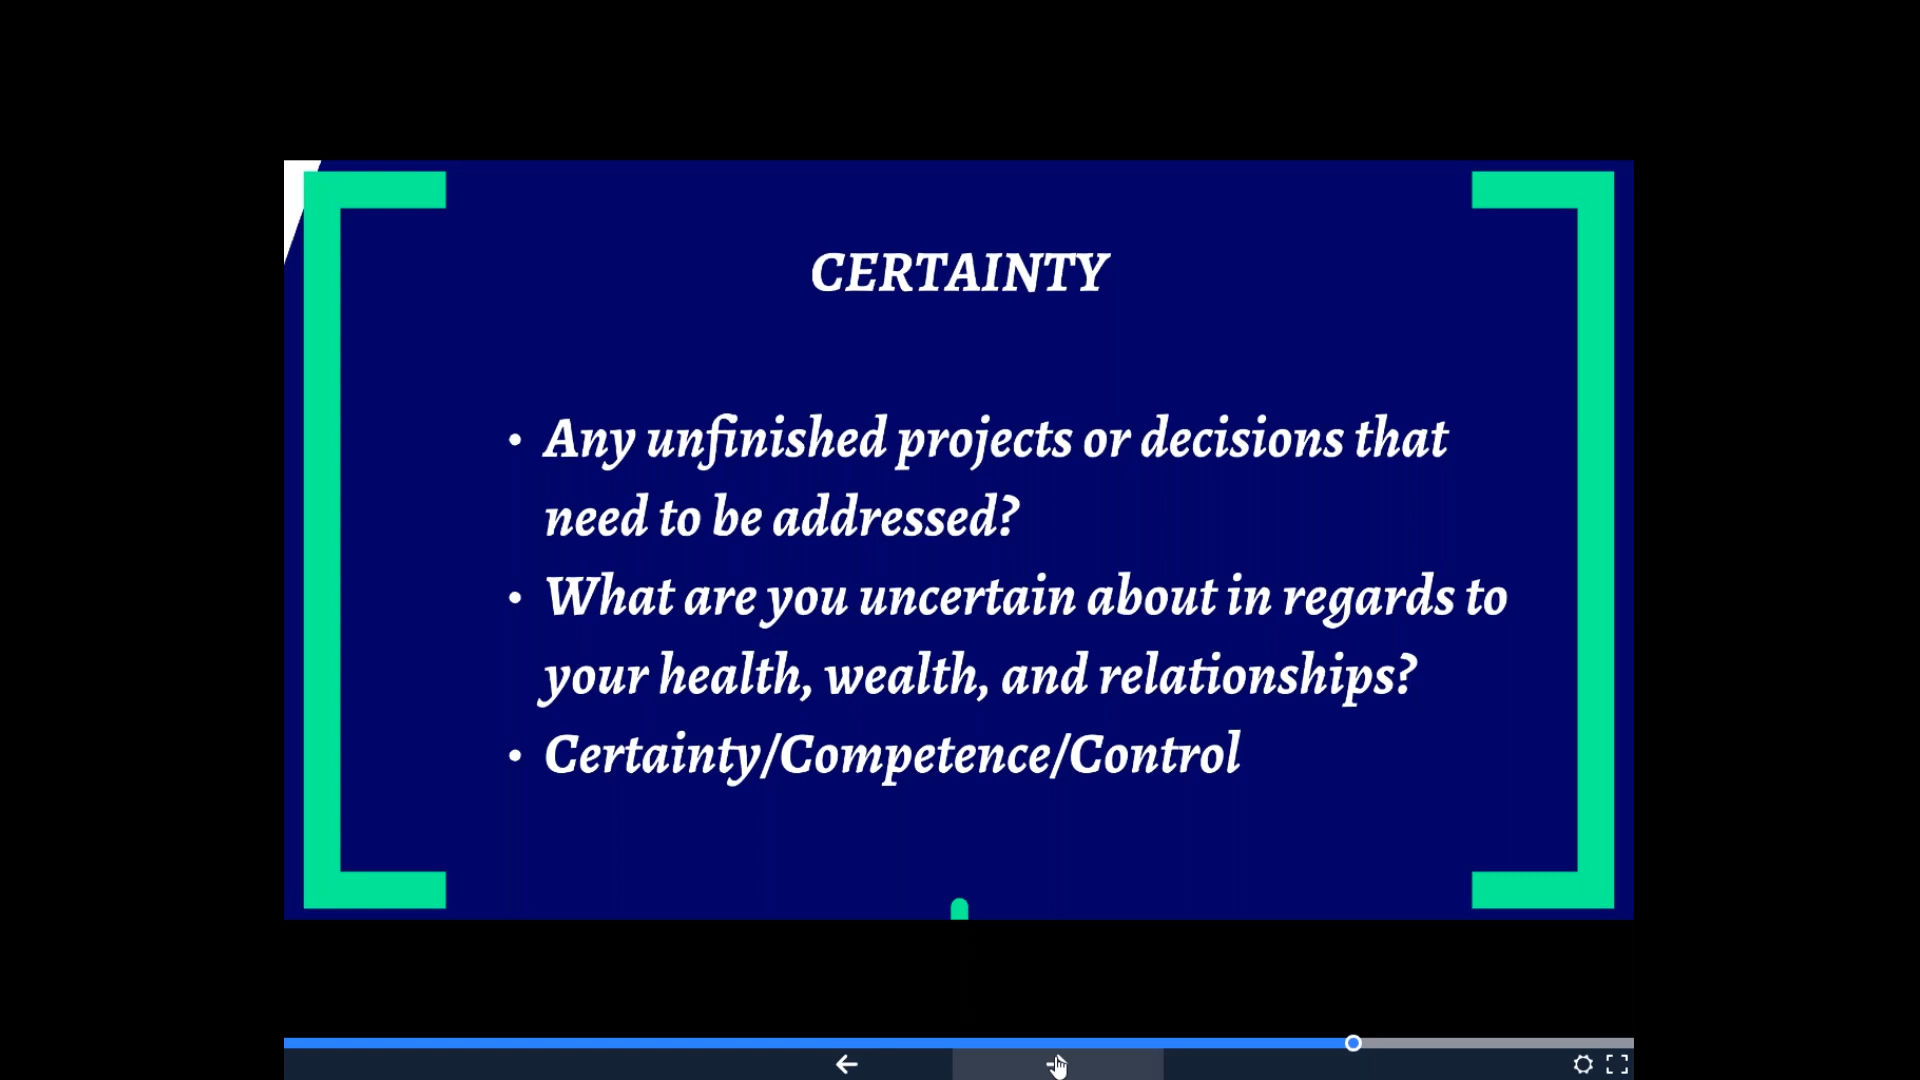 CERTAINTY
• Any unfinished projects or decisions that
need to be addressed?
• What are you uncertain about in regards to
your health, wealth, and relationships?
• Certainty/Competence/Control